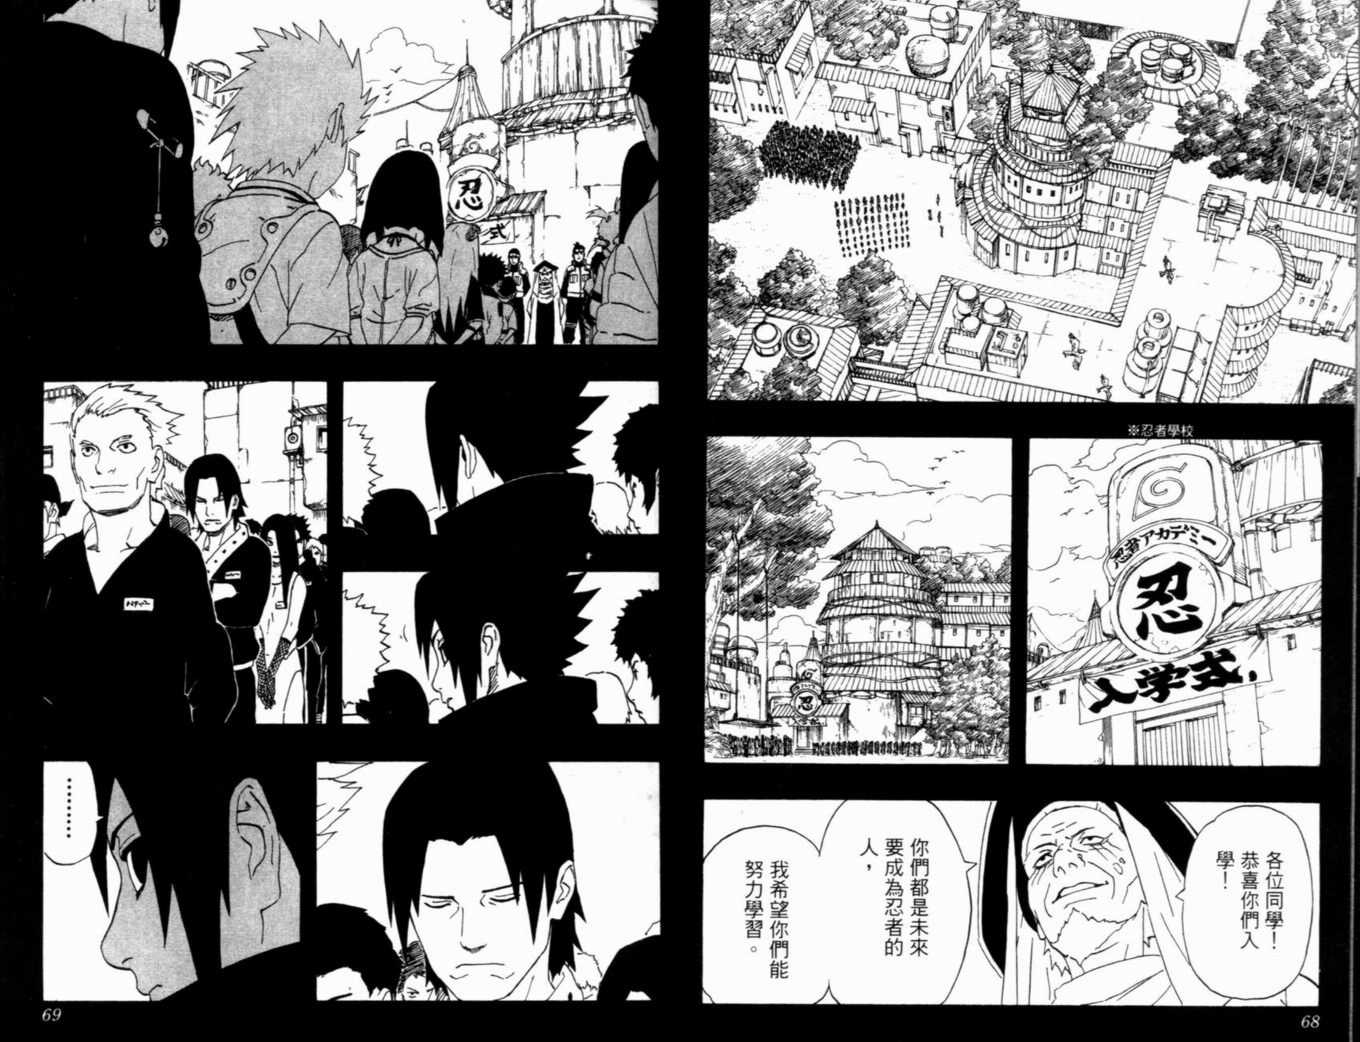 ※忍者學校
忍者アカデミー
忍
入学式
忍
各位同學！
恭喜你們入
學！
你們都是未來
要成為忍者的
人，
我希望你們能
努力學習。
68
忍
式
………
69